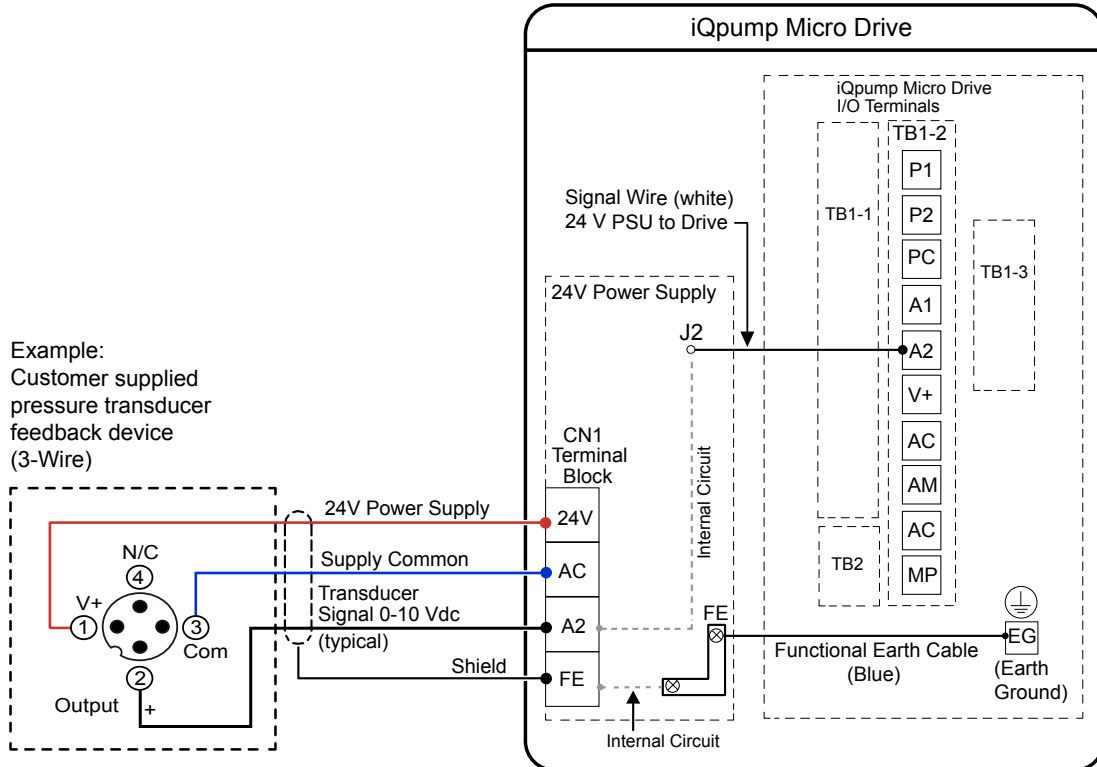 iQpump Micro Drive
iQpump Micro Drive
I/O Terminals
TB1-2
P1
P2
PC
A1
A2
V+
AC
AM
AC
MP
TB1-1
TB1-3
TB2
Signal Wire (white)
24 V PSU to Drive
24V Power Supply
J2
Internal Circuit
CN1
Terminal
Block
24V
AC
A2
FE
FE
Functional Earth Cable
(Blue)
EG
(Earth
Ground)
Internal Circuit
Example:
Customer supplied
pressure transducer
feedback device
(3-Wire)
24V Power Supply
Supply Common
Transducer
Signal 0-10 Vdc
(typical)
Shield
N/C
4
V+
1
3
Com
2
Output
+